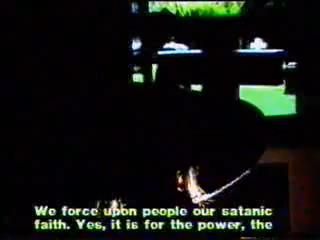 We force upon people our satanic
faith. Yes, it is for the power, the